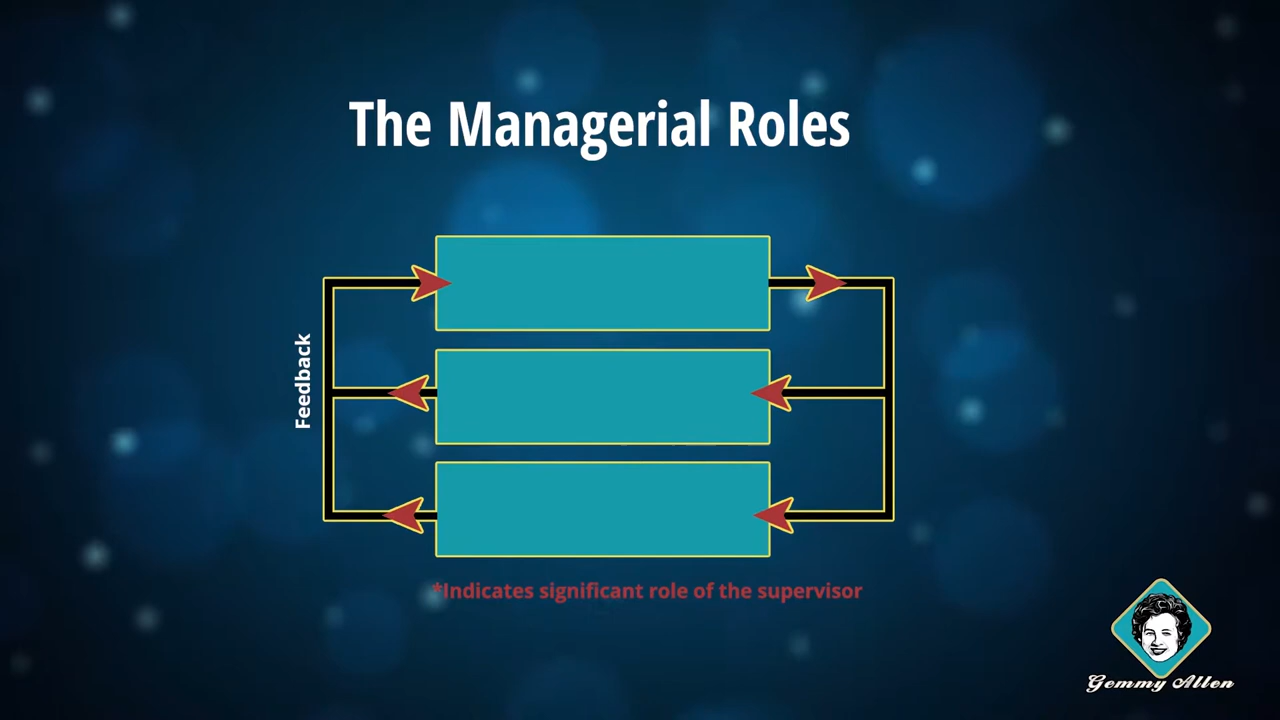 The Managerial Roles
Feedback
*Indicates significant role of the supervisor
Gemmy Allen